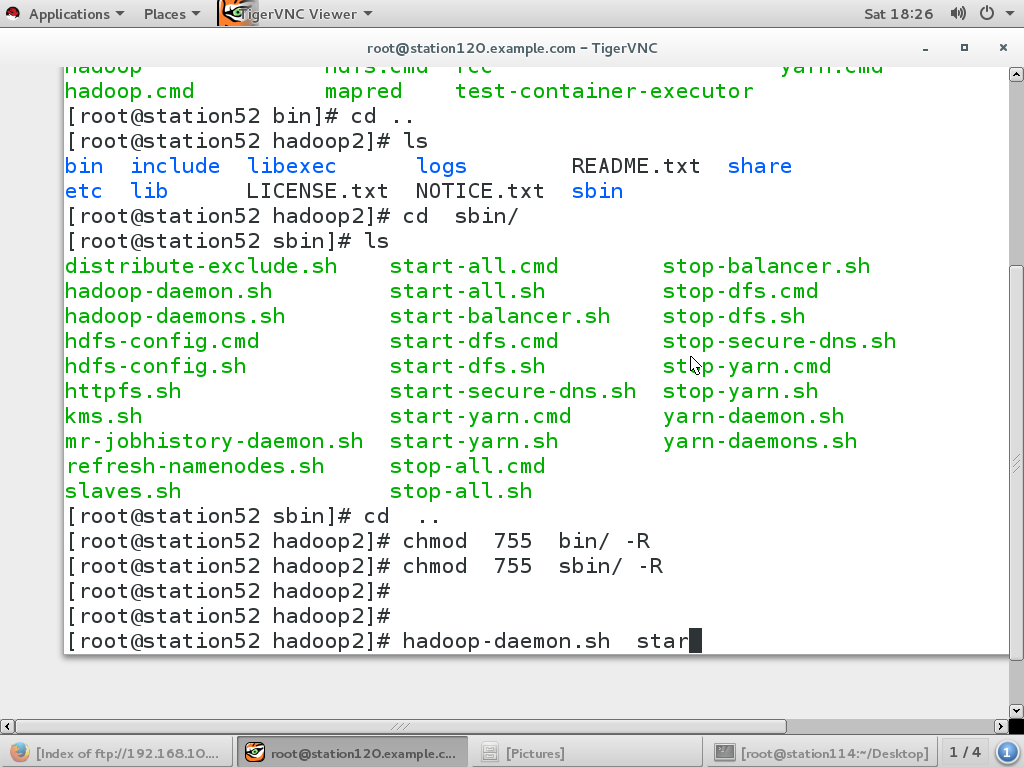 Applications Places TigerVNC Viewer Sat 18:26
root@station120.example.com – TigerVNC
hadoop hdfs.cmd rcc yarn.cmd
hadoop.cmd mapred test-container-executor
[root@station52 bin]# cd ..
[root@station52 hadoop2]# ls
bin include libexec logs README.txt share
etc lib LICENSE.txt NOTICE.txt sbin
[root@station52 hadoop2]# cd sbin/
[root@station52 sbin]# ls
distribute-exclude.sh start-all.cmd stop-balancer.sh
hadoop-daemon.sh start-all.sh stop-dfs.cmd
hadoop-daemons.sh start-balancer.sh stop-dfs.sh
hdfs-config.cmd start-dfs.cmd stop-secure-dns.sh
hdfs-config.sh start-dfs.sh stop-yarn.cmd
httpfs.sh start-secure-dns.sh stop-yarn.sh
kms.sh start-yarn.cmd yarn-daemon.sh
mr-jobhistory-daemon.sh start-yarn.sh yarn-daemons.sh
refresh-namenodes.sh stop-all.cmd
slaves.sh stop-all.sh
[root@station52 sbin]# cd ..
[root@station52 hadoop2]# chmod 755 bin/ -R
[root@station52 hadoop2]# chmod 755 sbin/ -R
[root@station52 hadoop2]#
[root@station52 hadoop2]#
[root@station52 hadoop2]# hadoop-daemon.sh star
[Index of ftp://192.168.10.... root@station120.example.c... [Pictures] [root@station114:~/Desktop] 1 / 4 1